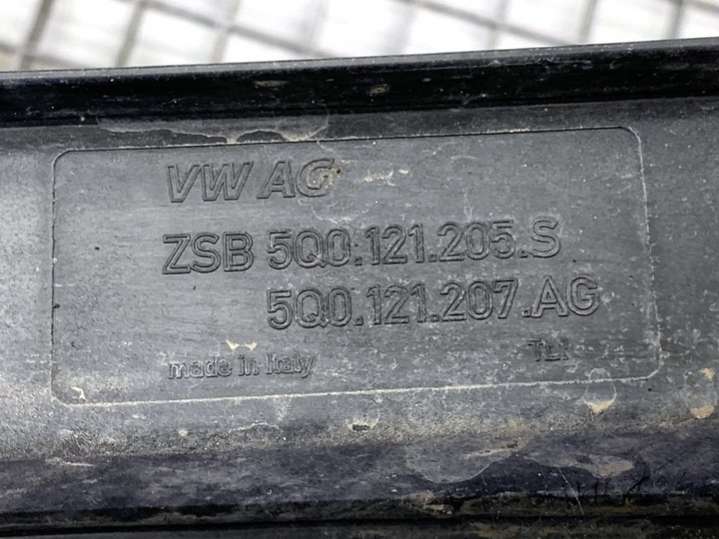 VW AG
ZSB 5Q0.121.205.S
5Q0.121.207.AG
made in Italy